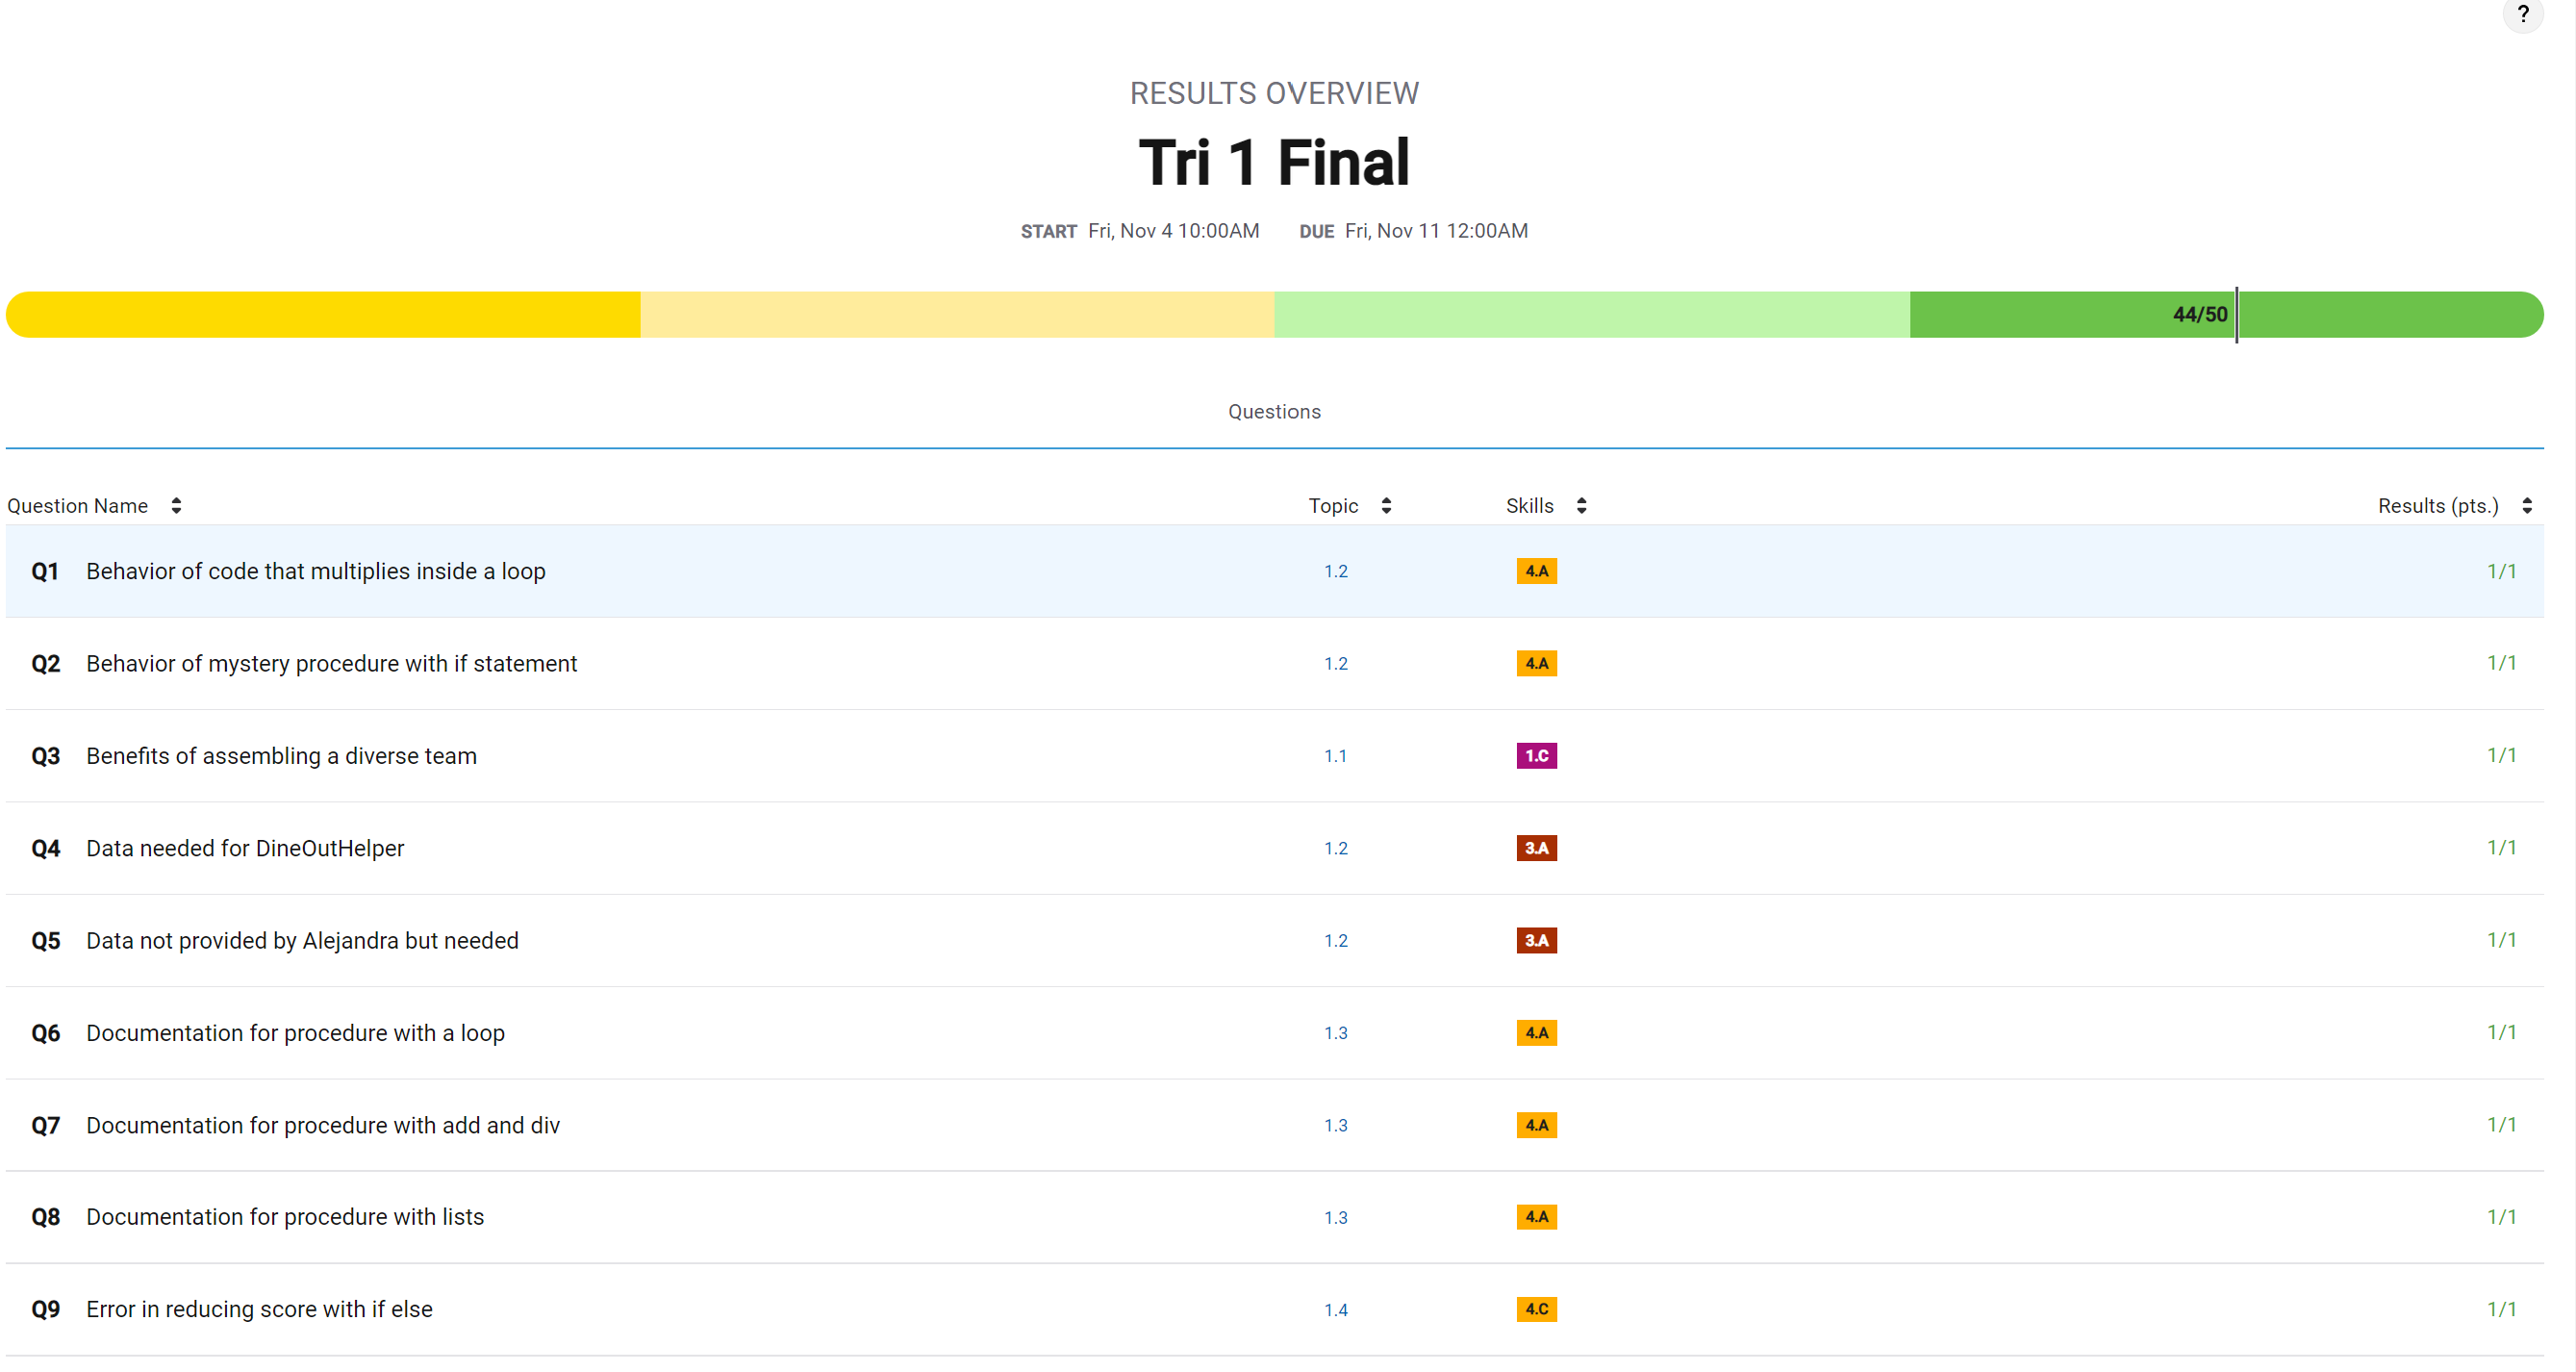 ?
RESULTS OVERVIEW
Tri 1 Final
START Fri, Nov 4 10:00AM DUE Fri, Nov 11 12:00AM
44/50
Questions
Question Name Topic Skills Results (pts.)
Q1 Behavior of code that multiplies inside a loop 1.2 4.A 1/1
Q2 Behavior of mystery procedure with if statement 1.2 4.A 1/1
Q3 Benefits of assembling a diverse team 1.1 1.C 1/1
Q4 Data needed for DineOutHelper 1.2 3.A 1/1
Q5 Data not provided by Alejandra but needed 1.2 3.A 1/1
Q6 Documentation for procedure with a loop 1.3 4.A 1/1
Q7 Documentation for procedure with add and div 1.3 4.A 1/1
Q8 Documentation for procedure with lists 1.3 4.A 1/1
Q9 Error in reducing score with if else 1.4 4.C 1/1